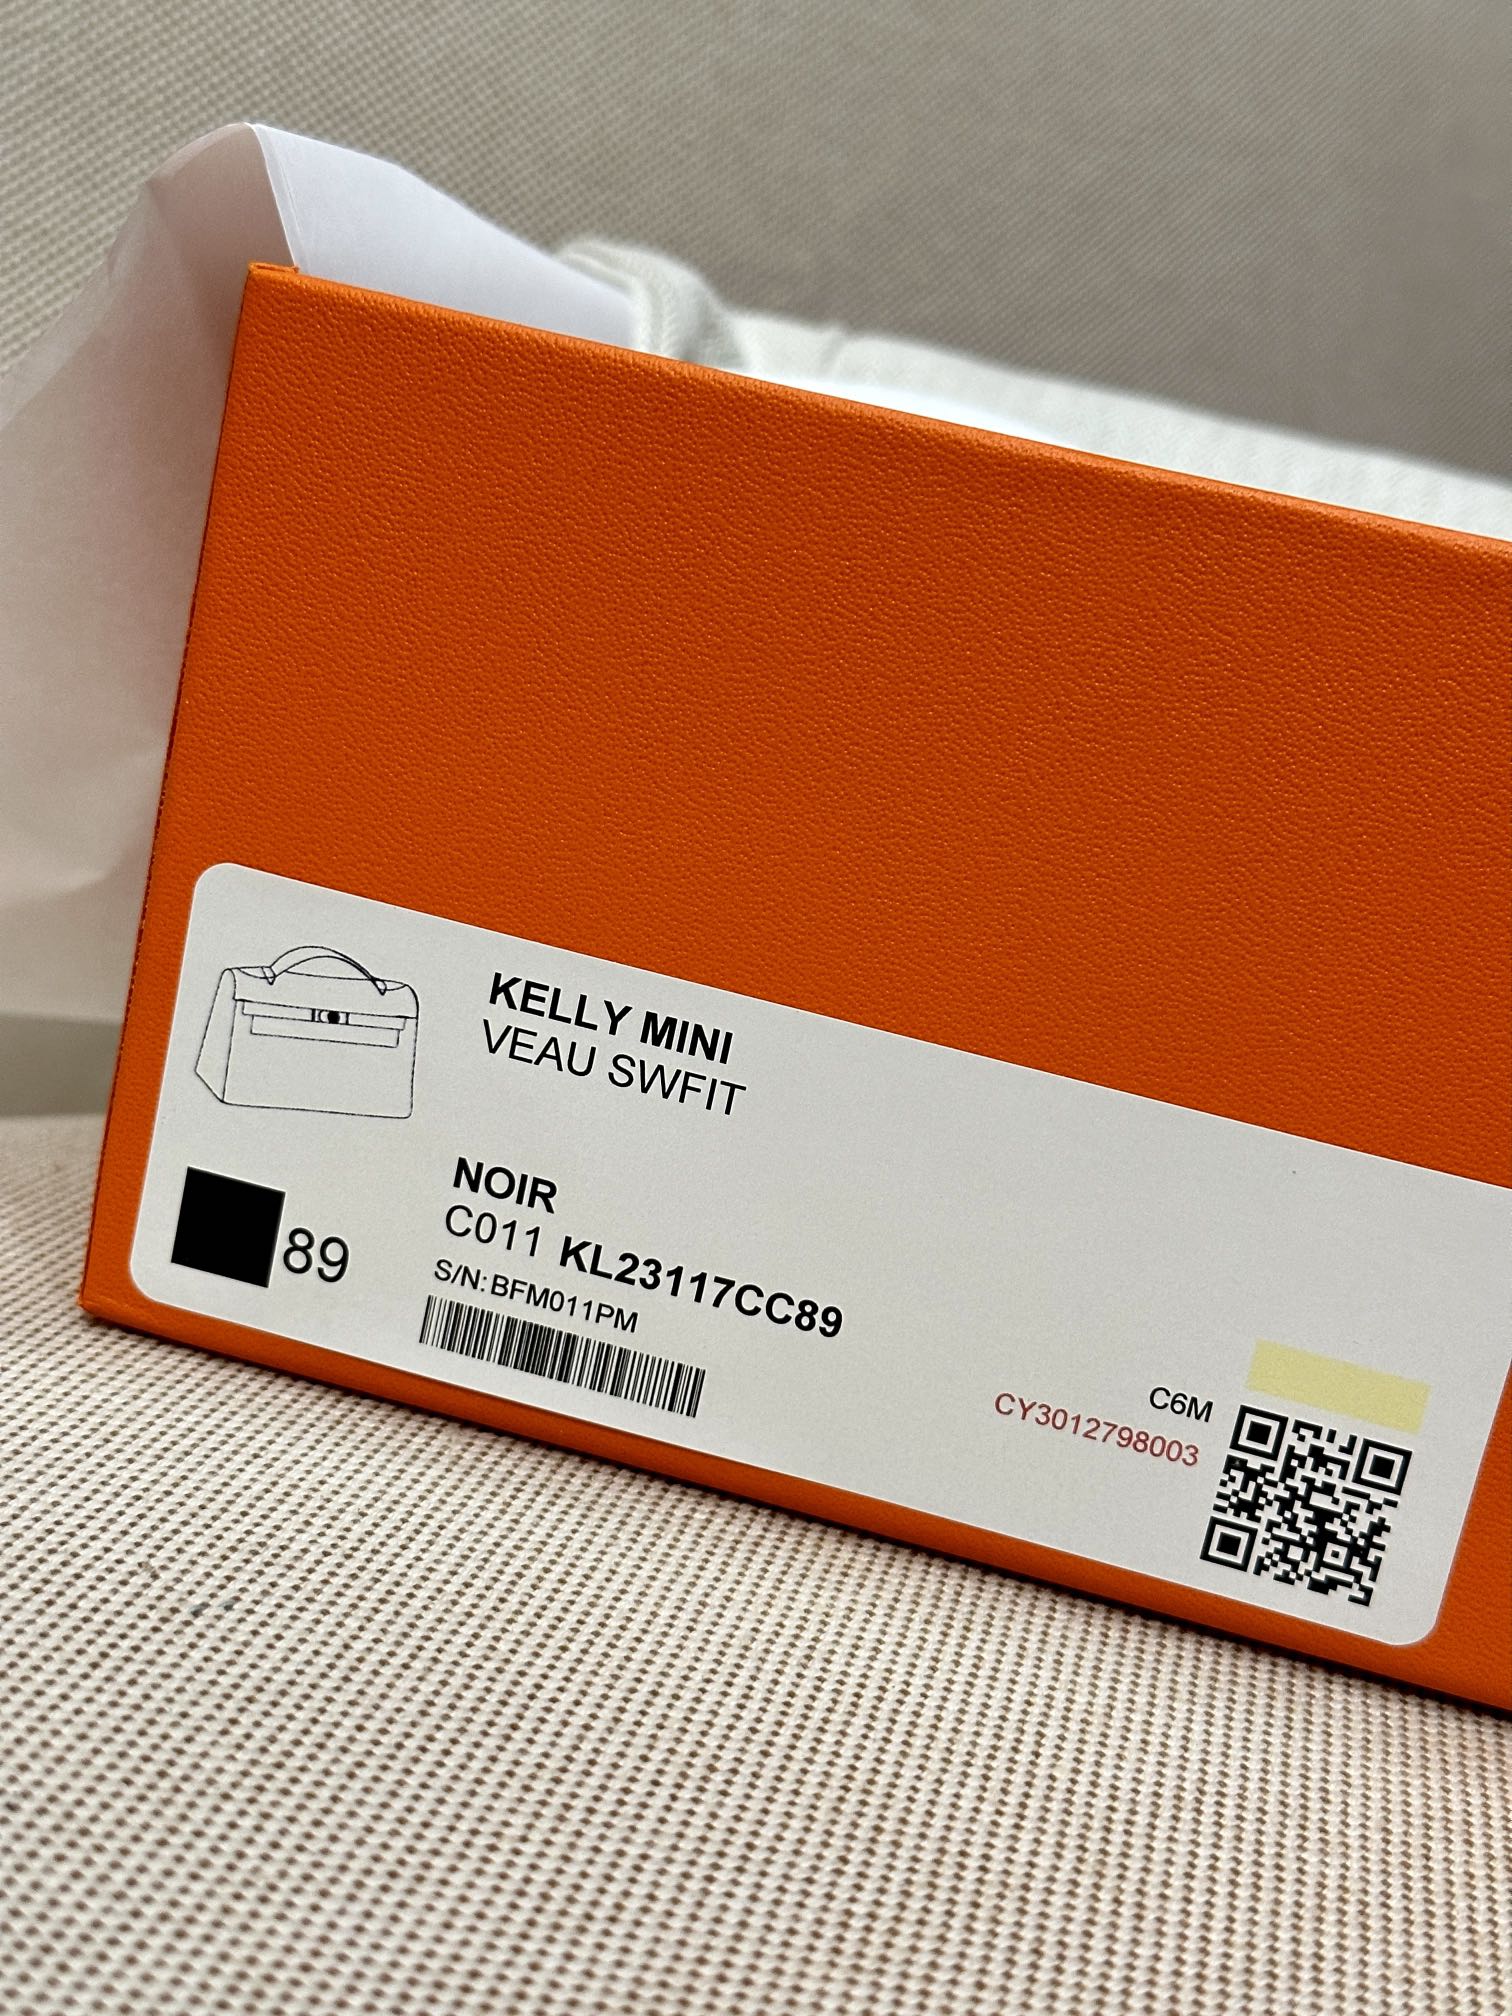 KELLY MINI
VEAU SWFIT
NOIR
C011 KL23117CC89
89
S/N:BFM011PM
C6M
CY3012798003